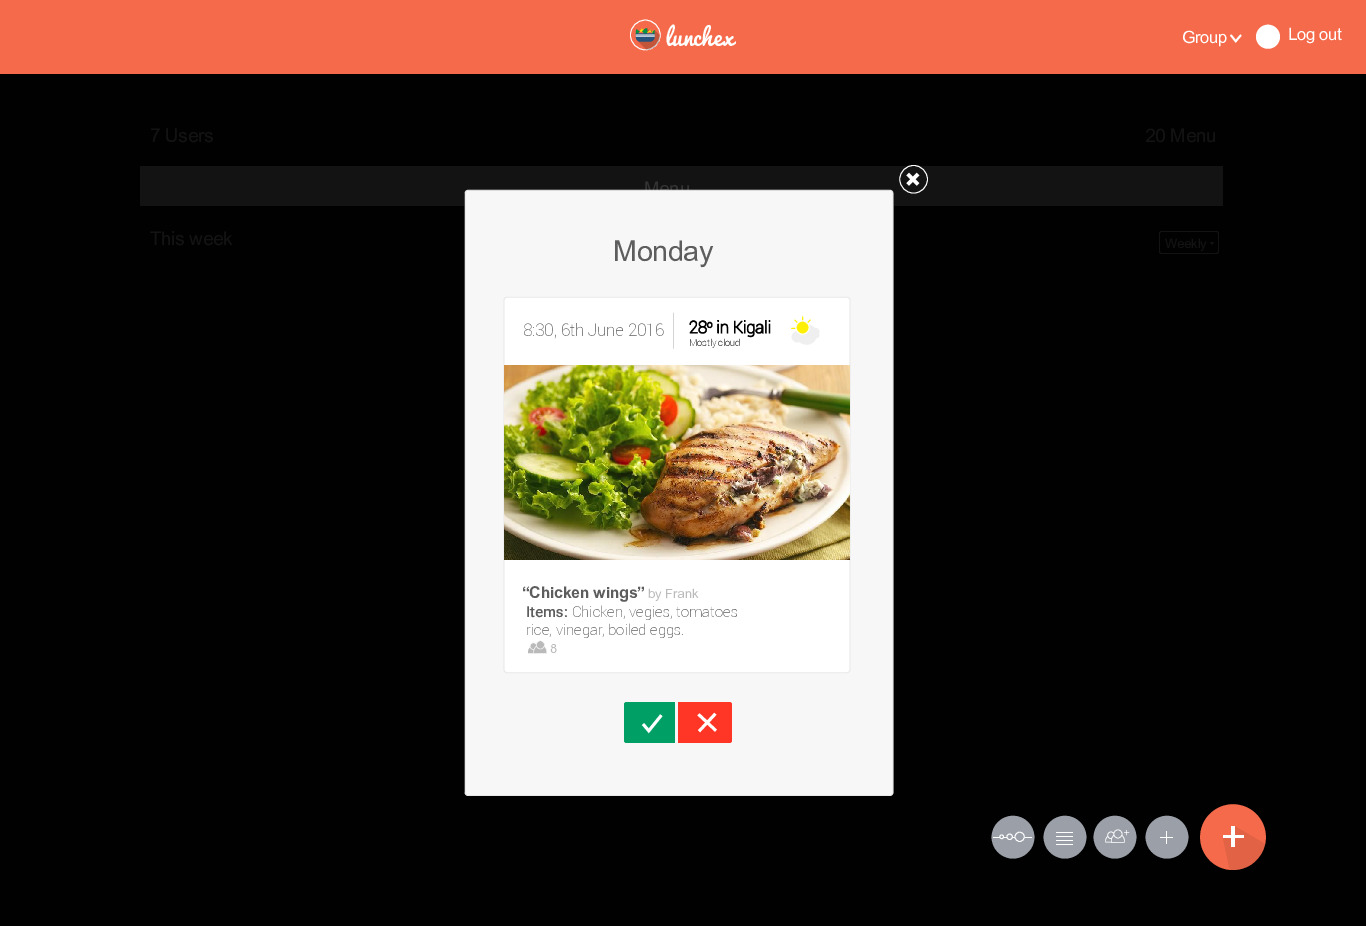 lunchex
Group
Log out
7 Users
20 Menu
Menu
This week
Weekly
Monday
8:30, 6th June 2016
28º in Kigali
Mostly cloud
“Chicken wings” by Frank
Items: Chicken, vegies, tomatoes
rice, vinegar, boiled eggs.
8